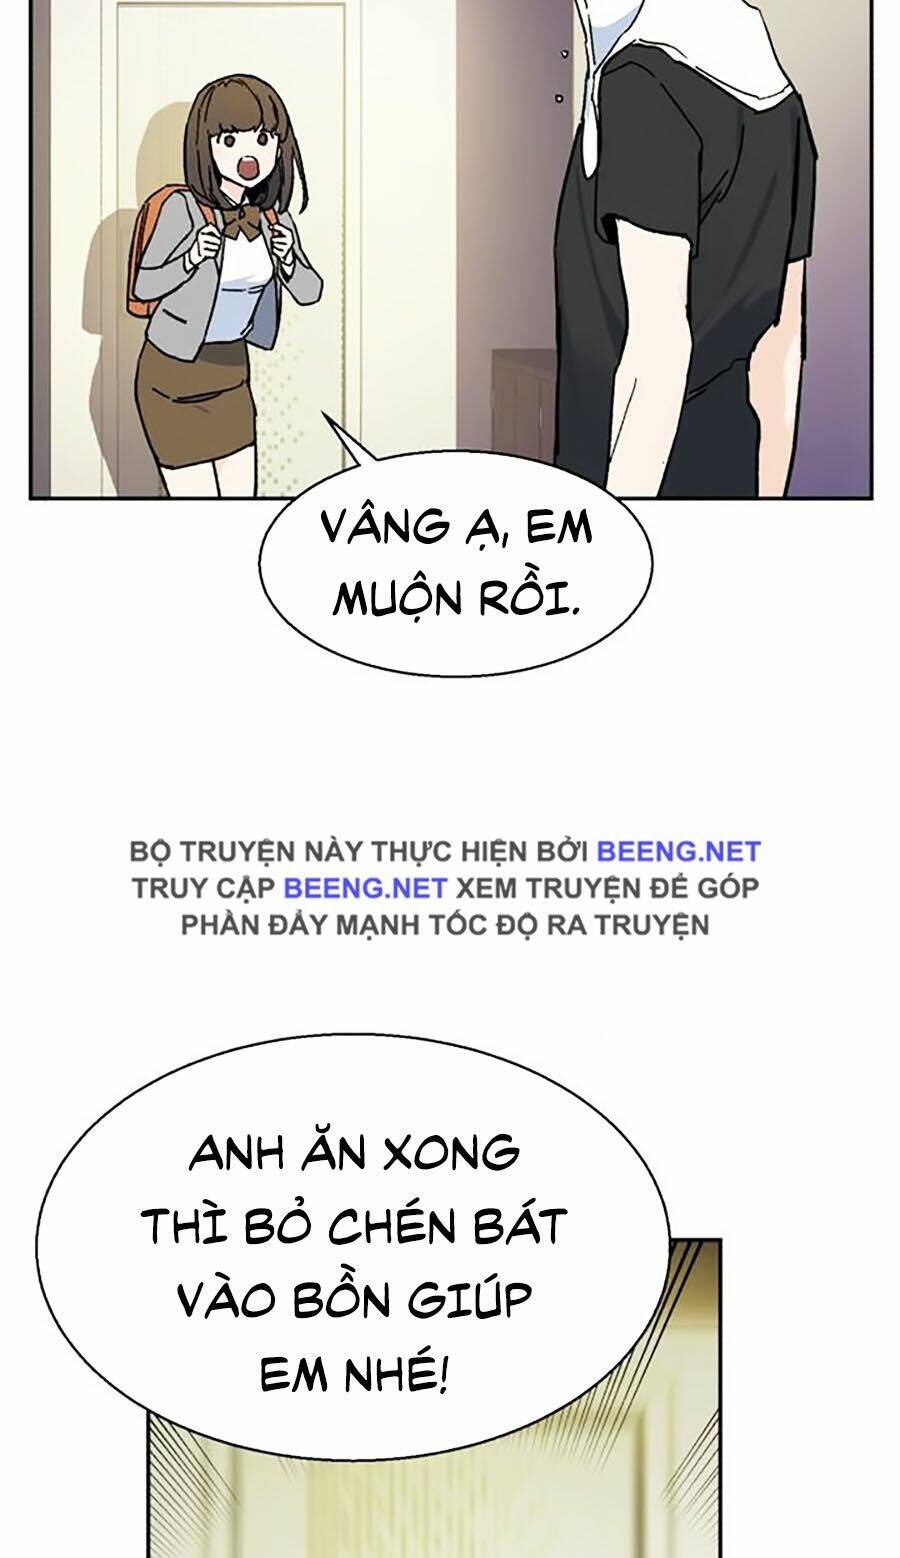 VÂNG Ạ, EM
MUỘN RỒI.
BỘ TRUYỆN NÀY THỰC HIỆN BỞI BEENG.NET
TRUY CẬP BEENG.NET XEM TRUYỆN ĐỂ GÓP
PHẦN ĐẨY MẠNH TỐC ĐỘ RA TRUYỆN
ANH ĂN XONG
THÌ BỎ CHÉN BÁT
VÀO BỒN GIÚP
EM NHÉ!